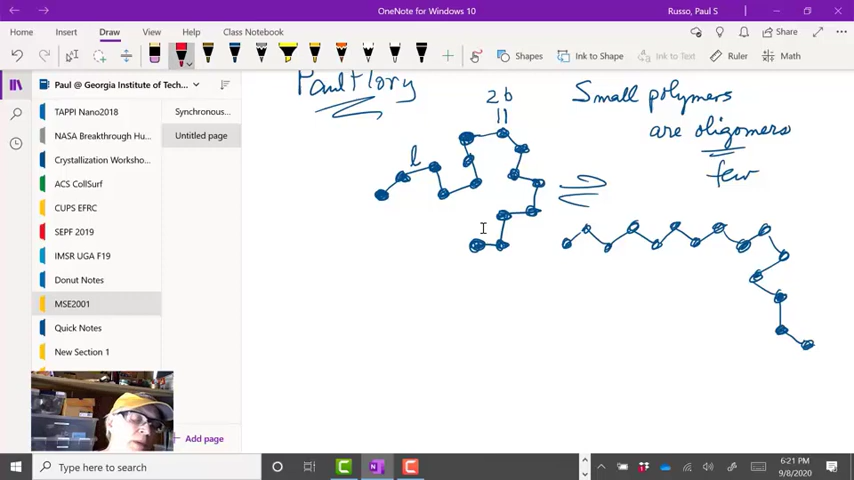 OneNote for Windows 10
Russo, Paul S
File
Home
Insert
Draw
View
Help
Class Notebook
Share
Shapes
Ink to Shape
Ink to Text
Ruler
Math
Paul @ Georgia Institute of Tech...
TAPPI Nano2018
NASA Breakthrough Hu...
Crystallization Worksho...
ACS CollSurf
CUPS EFRC
SEPF 2019
IMSR UGA F19
Donut Notes
MSE2001
Quick Notes
New Section 1
Synchronous...
Untitled page
Add page
Paul Flory
2b
l
Small polymers
are oligomers
few
Type here to search
6:21 PM
9/8/2020